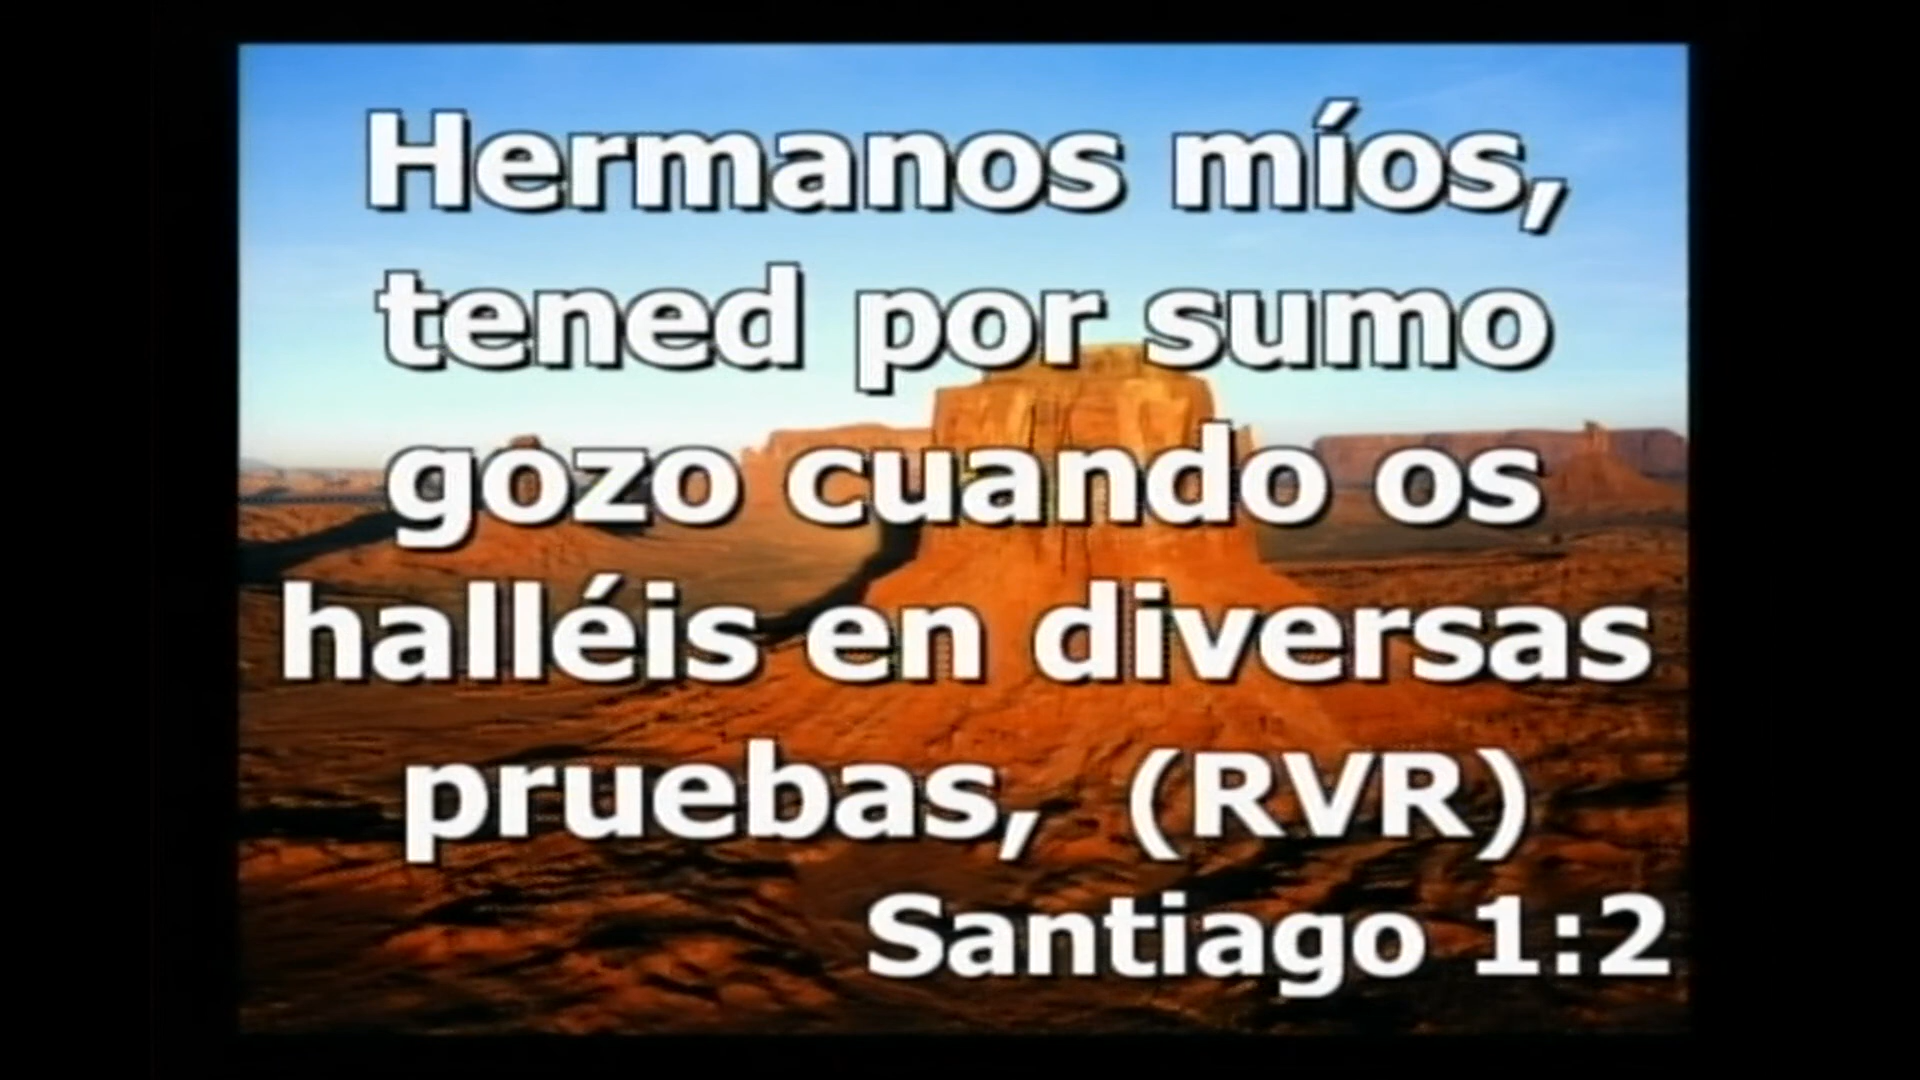 Hermanos míos,
tened por sumo
gozo cuando os
halléis en diversas
pruebas, (RVR)
Santiago 1:2